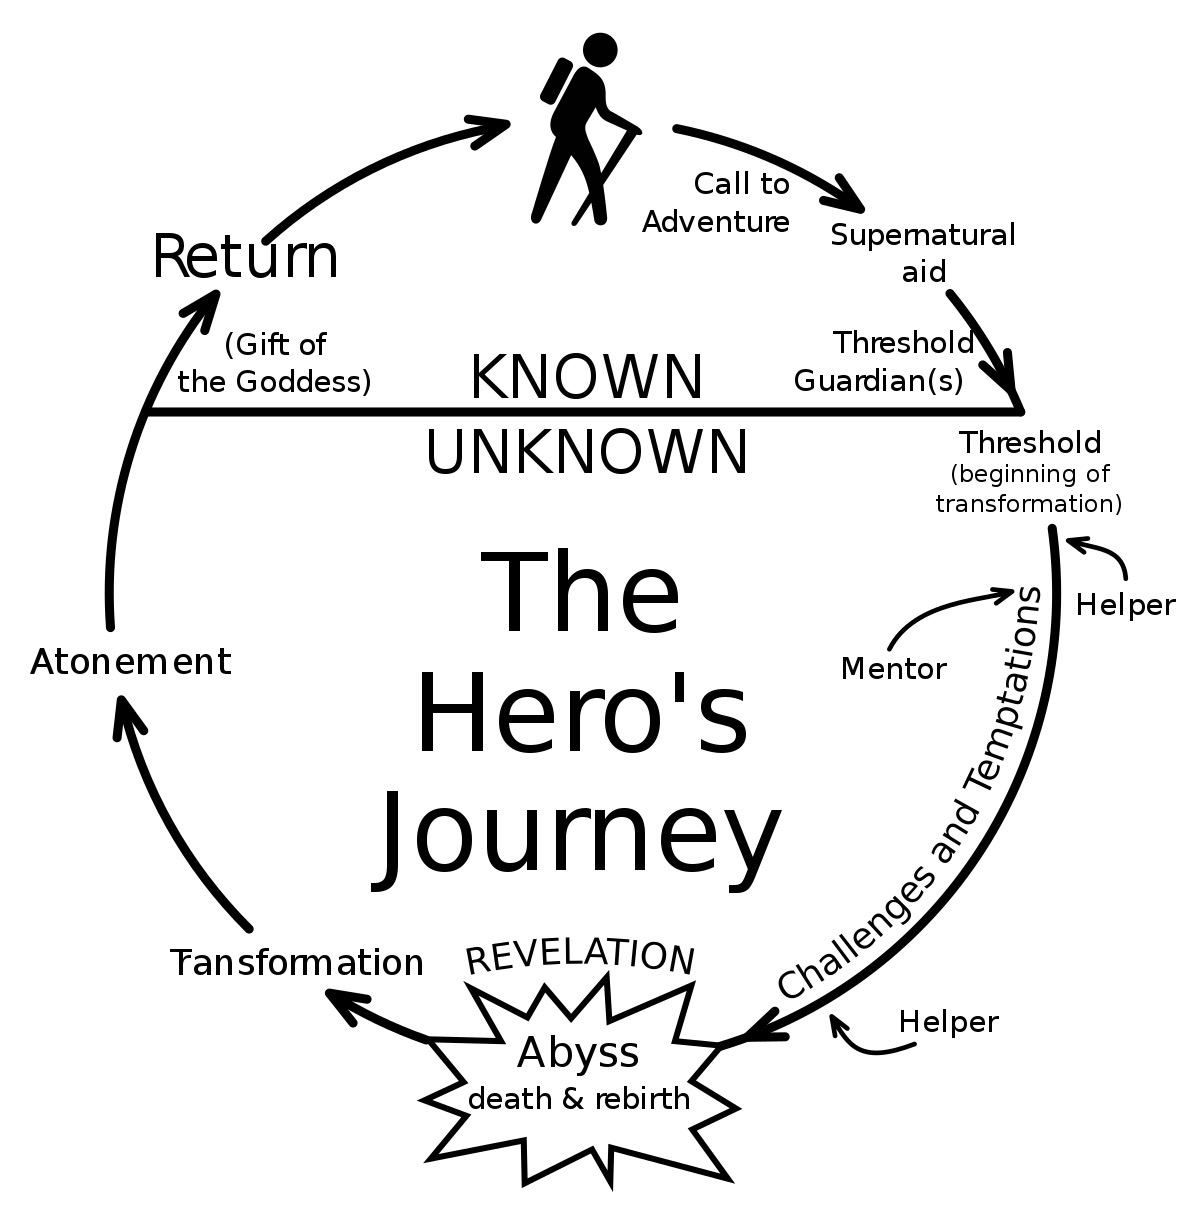 Call to
Adventure
Supernatural
aid
Return
(Gift of
the Goddess)
Threshold
Guardian(s)
KNOWN
UNKNOWN
Threshold
(beginning of
transformation)
Helper
Mentor
Challenges and Temptations
The
Hero's
Journey
Atonement
Transformation
REVELATION
Abyss
death & rebirth
Helper